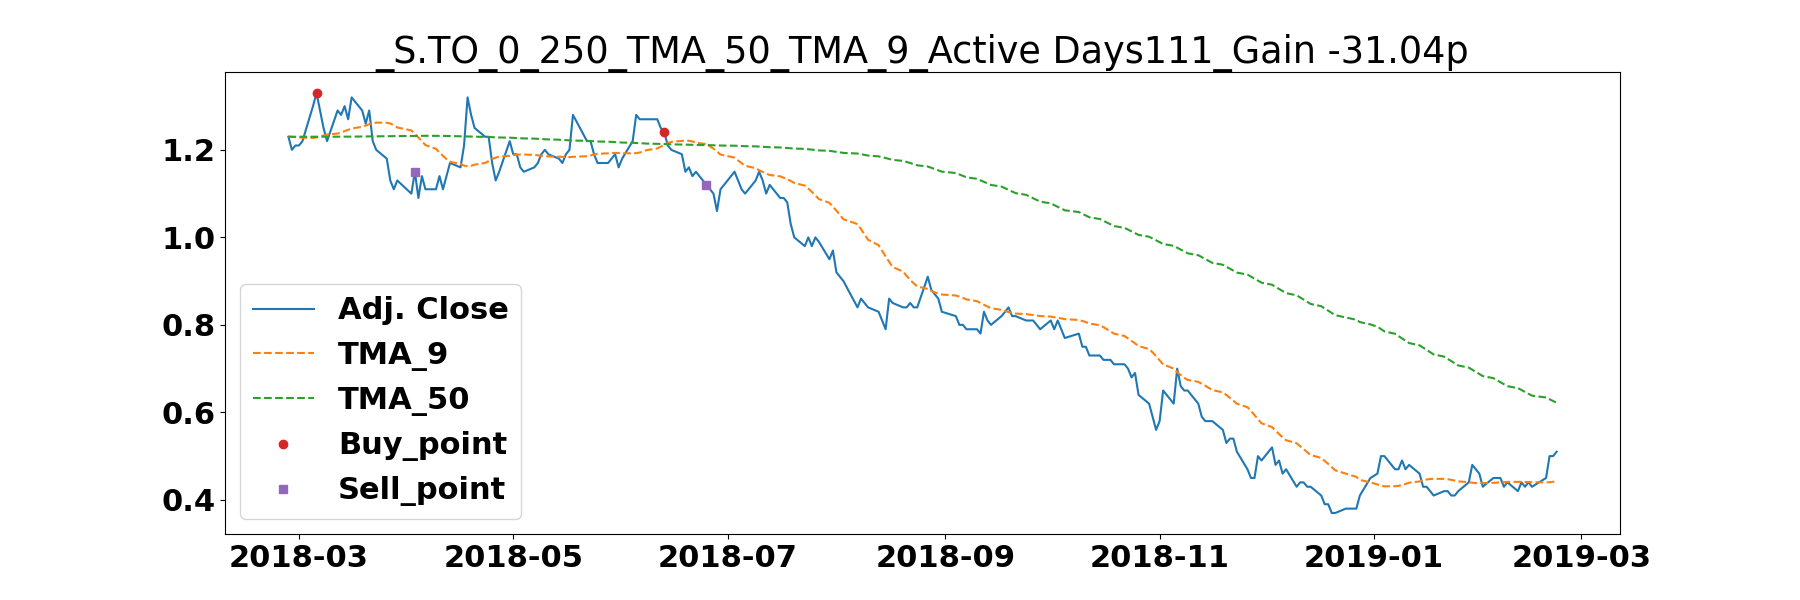 _S.TO_0_250_TMA_50_TMA_9_Active Days111_Gain -31.04p
1.2
1.0
0.8
0.6
0.4
Adj. Close
TMA_9
TMA_50
Buy_point
Sell_point
2018-03 2018-05 2018-07 2018-09 2018-11 2019-01 2019-03